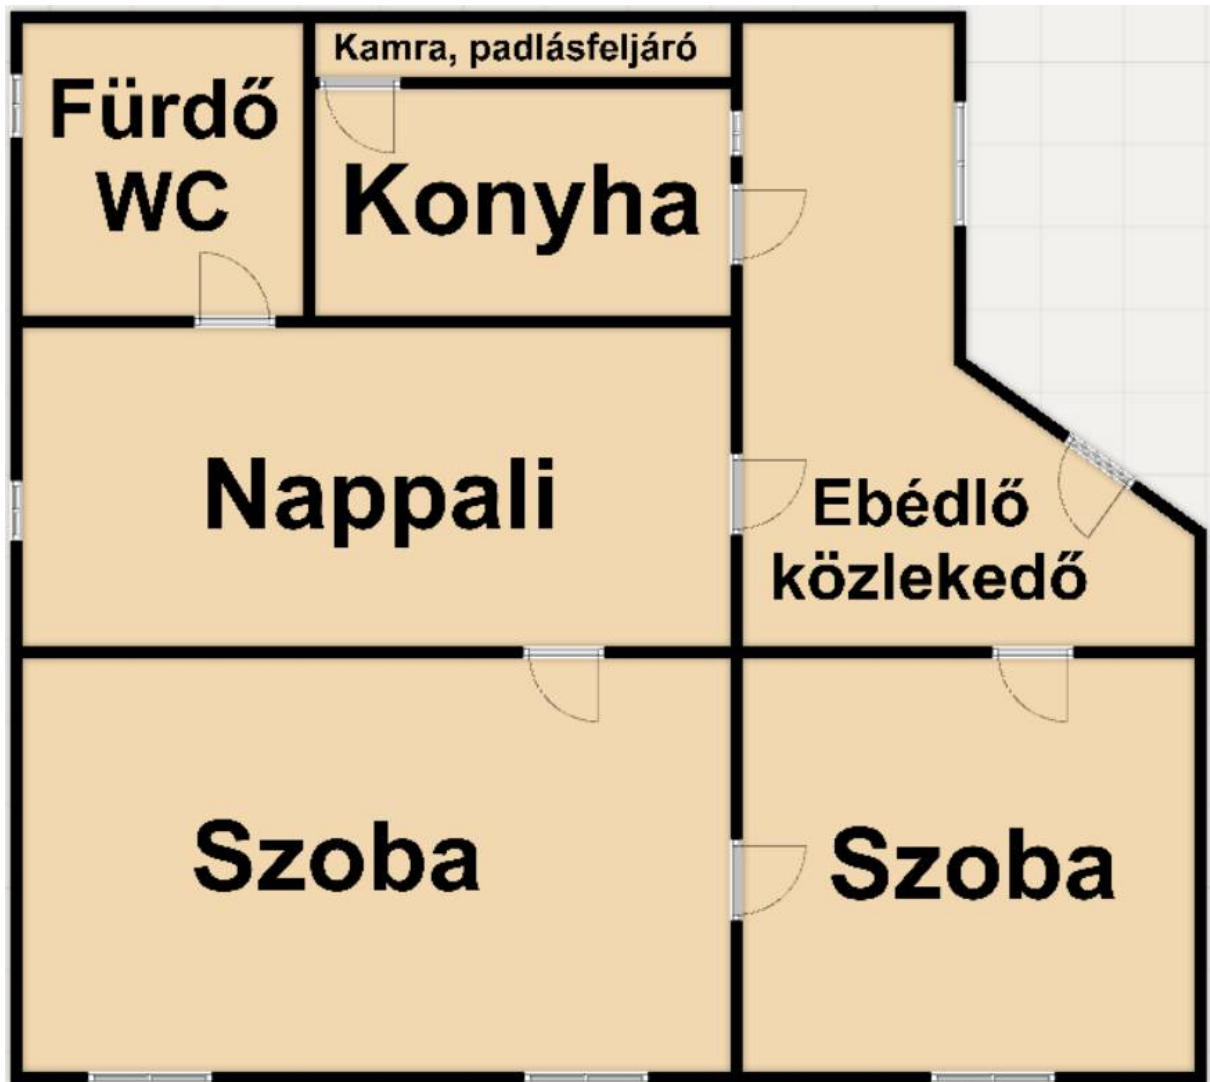 Kamra, padlásfeljáró
Fürdő
WC
Konyha
Nappali
Ebédlő
közlekedő
Szoba
Szoba